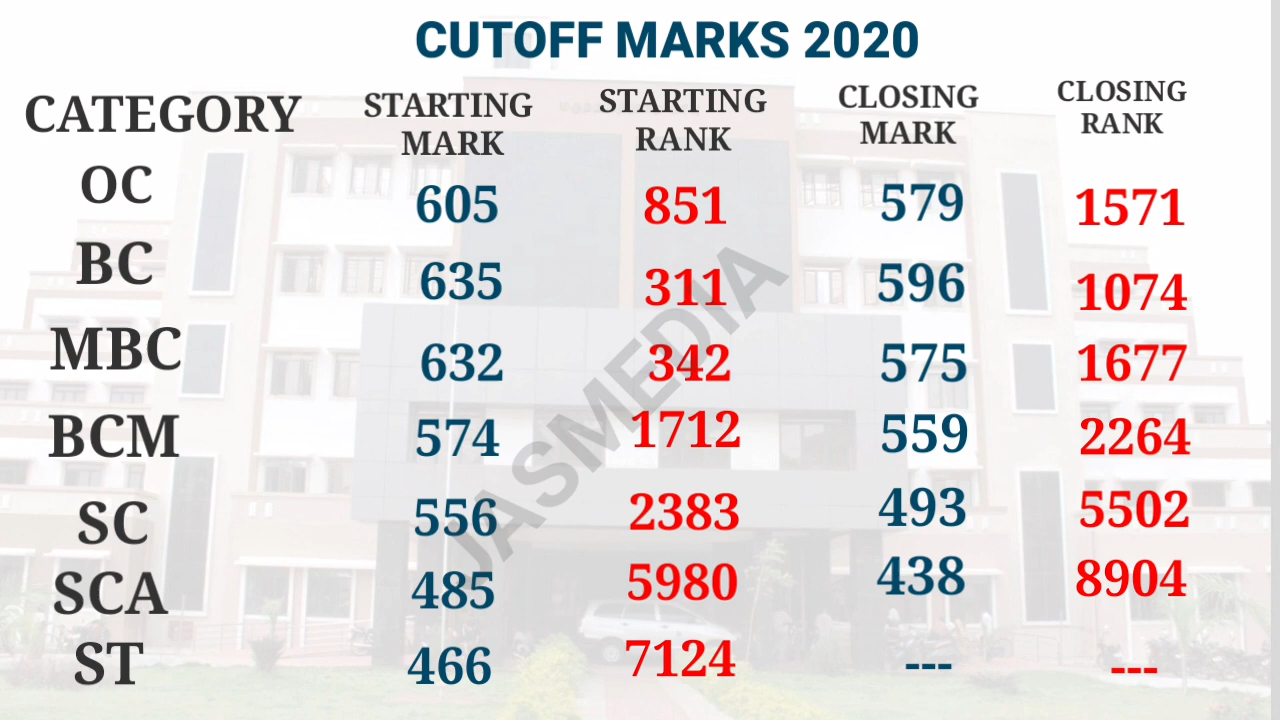 CUTOFF MARKS 2020
CATEGORY STARTING MARK STARTING RANK CLOSING MARK CLOSING RANK
OC 605 851 579 1571
BC 635 311 596 1074
MBC 632 342 575 1677
BCM 574 1712 559 2264
SC 556 2383 493 5502
SCA 485 5980 438 8904
ST 466 7124 --- ---
JASMEDIA